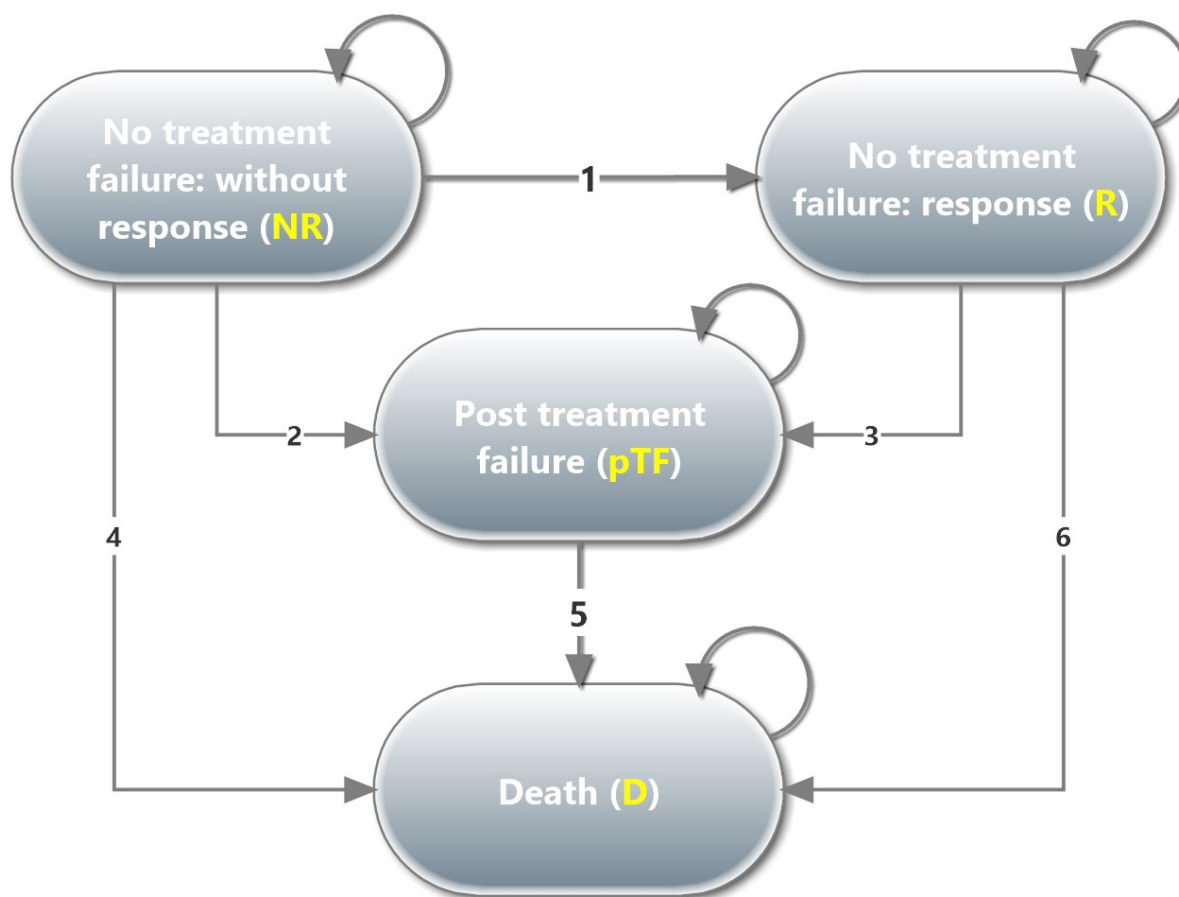 No treatment
failure: without
response (NR)
1
No treatment
failure: response (R)
Post treatment
failure (pTF)
2
3
4
5
6
Death (D)